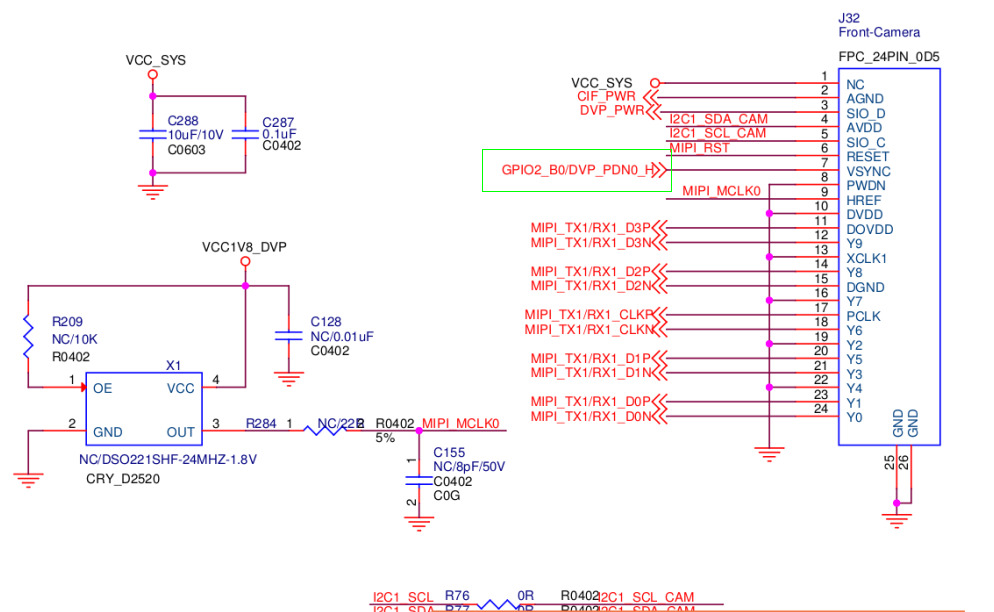 J32
Front-Camera
FPC_24PIN_0D5
VCC_SYS
C288
10uF/10V
C0603
C287
0.1uF
C0402
VCC_SYS
CIF_PWR
DVP_PWR
I2C1_SDA_CAM
I2C1_SCL_CAM
MIPI_RST
GPIO2_B0/DVP_PDN0_H
MIPI_MCLK0
MIPI_TX1/RX1_D3P
MIPI_TX1/RX1_D3N
MIPI_TX1/RX1_D2P
MIPI_TX1/RX1_D2N
MIPI_TX1/RX1_CLKP
MIPI_TX1/RX1_CLKN
MIPI_TX1/RX1_D1P
MIPI_TX1/RX1_D1N
MIPI_TX1/RX1_D0P
MIPI_TX1/RX1_D0N
1 NC
2 AGND
3 SIO_D
4 AVDD
5 SIO_C
6 RESET
7 VSYNC
8 PWDN
9 HREF
10 DVDD
11 DOVDD
12 Y9
13 XCLK1
14 Y8
15 DGND
16 Y7
17 PCLK
18 Y6
19 Y2
20 Y5
21 Y3
22 Y4
23 Y1
24 Y0
GND
GND
25
26
VCC1V8_DVP
R209
NC/10K
R0402
C128
NC/0.01uF
C0402
X1
1 OE VCC 4
2 GND OUT 3
NC/DSO221SHF-24MHZ-1.8V
CRY_D2520
R284 1 NC/22R 2 R0402 MIPI_MCLK0
5%
1
C155
NC/8pF/50V
C0402
C0G
2
I2C1_SCL R76 0R R0402 I2C1_SCL_CAM
I2C1_SDA R77 0R R0402 I2C1_SDA_CAM